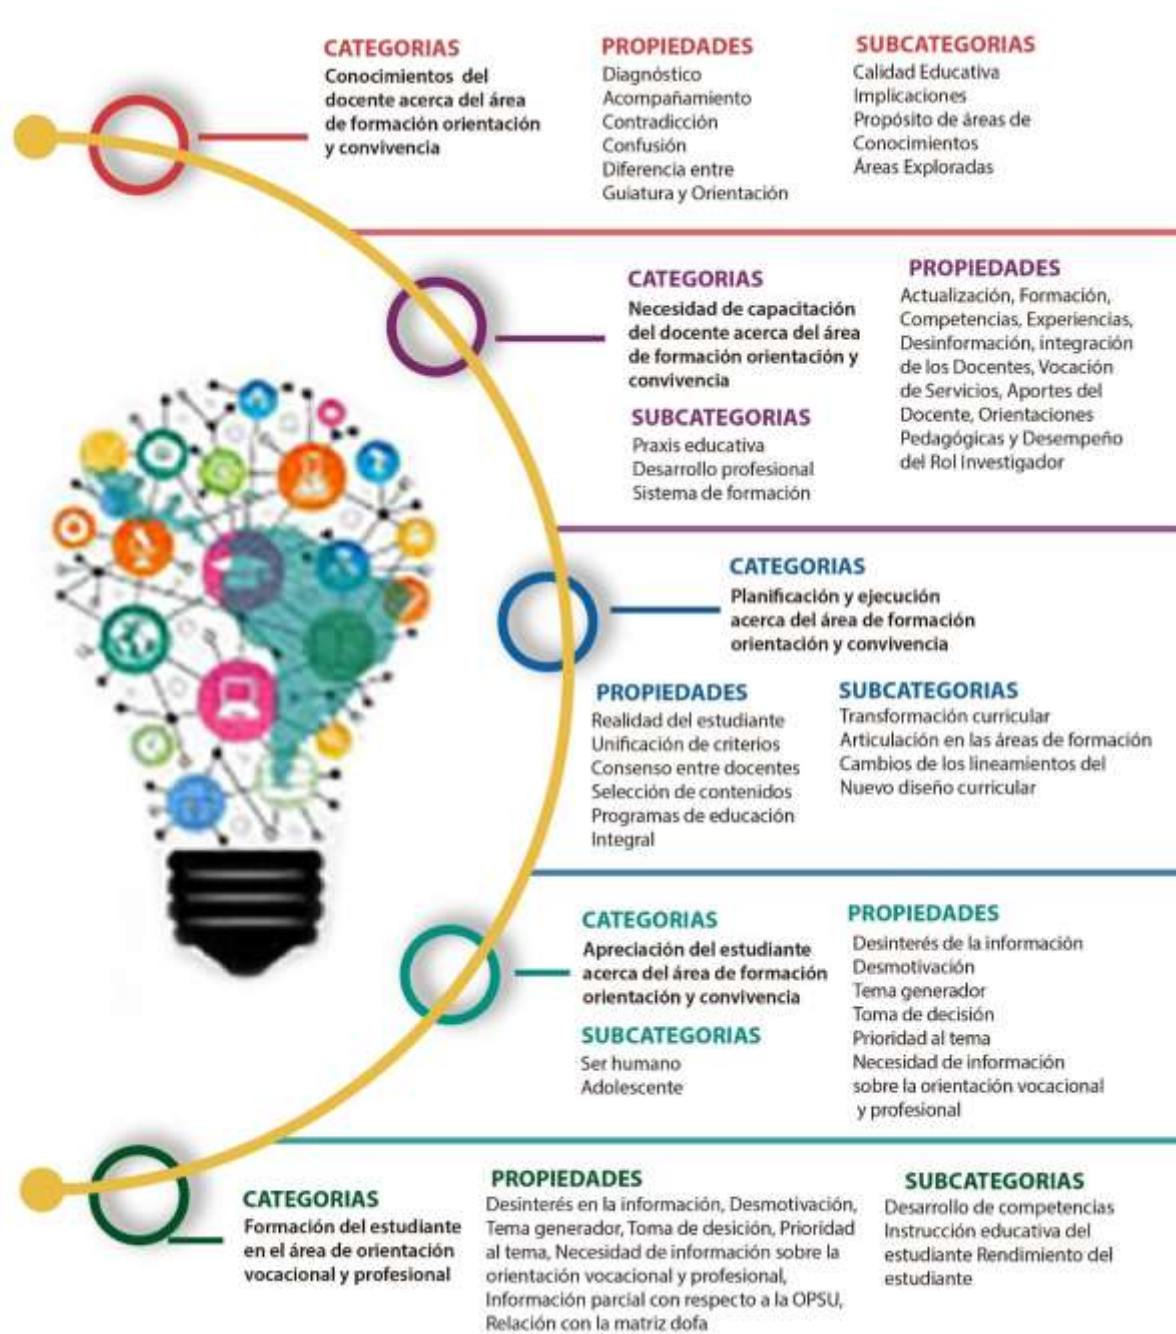 CATEGORIAS
Conocimientos del
docente acerca del área
de formación orientación
y convivencia
PROPIEDADES
Diagnóstico
Acompañamiento
Contradicción
Confusión
Diferencia entre
Guiatura y Orientación
SUBCATEGORIAS
Calidad Educativa
Implicaciones
Propósito de áreas de
Conocimientos
Áreas Exploradas
CATEGORIAS
Necesidad de capacitación
del docente acerca del área
de formación orientación y
convivencia
SUBCATEGORIAS
Praxis educativa
Desarrollo profesional
Sistema de formación
PROPIEDADES
Actualización, Formación,
Competencias, Experiencias,
Desinformación, integración
de los Docentes, Vocación
de Servicios, Aportes del
Docente, Orientaciones
Pedagógicas y Desempeño
del Rol Investigador
CATEGORIAS
Planificación y ejecución
acerca del área de formación
orientación y convivencia
PROPIEDADES
Realidad del estudiante
Unificación de criterios
Consenso entre docentes
Selección de contenidos
Programas de educación
Integral
SUBCATEGORIAS
Transformación curricular
Articulación en las áreas de formación
Cambios de los lineamientos del
Nuevo diseño curricular
CATEGORIAS
Apreciación del estudiante
acerca del área de formación
orientación y convivencia
SUBCATEGORIAS
Ser humano
Adolescente
PROPIEDADES
Desinterés de la información
Desmotivación
Tema generador
Toma de decisión
Prioridad al tema
Necesidad de información
sobre la orientación vocacional
y profesional
CATEGORIAS
Formación del estudiante
en el área de orientación
vocacional y profesional
PROPIEDADES
Desinterés en la información, Desmotivación,
Tema generador, Toma de desición, Prioridad
al tema, Necesidad de información sobre la
orientación vocacional y profesional,
Información parcial con respecto a la OPSU,
Relación con la matriz dofa
SUBCATEGORIAS
Desarrollo de competencias
Instrucción educativa del
estudiante Rendimiento del
estudiante